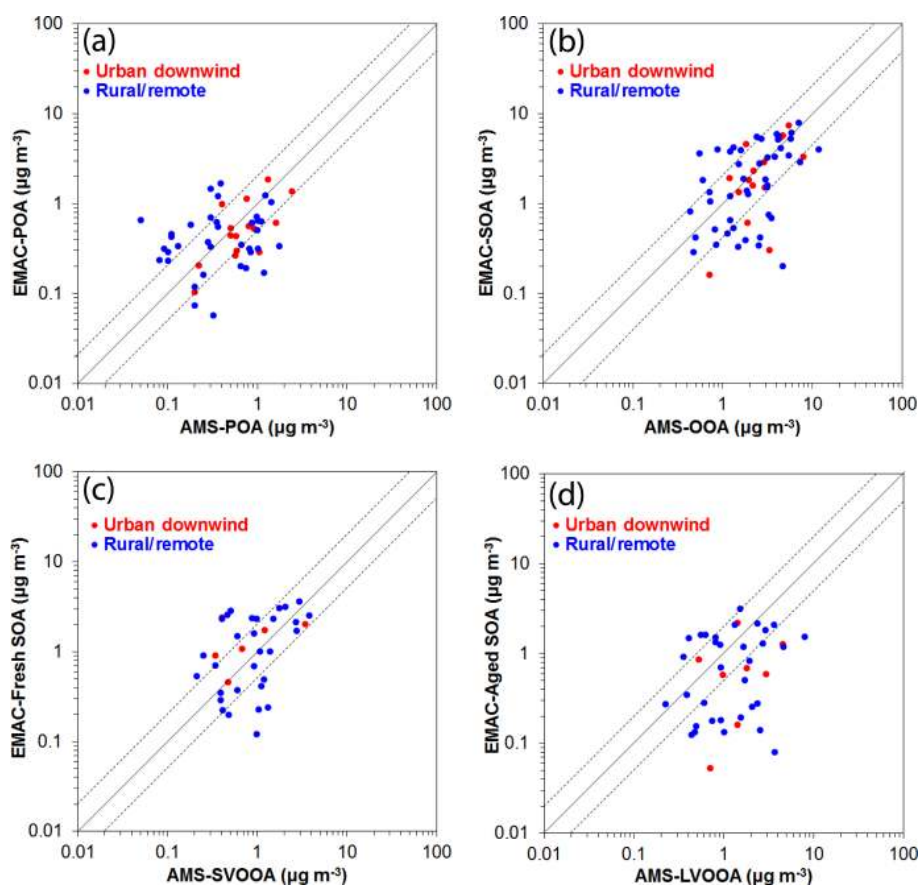 (a)
Urban downwind
Rural/remote
EMAC-POA (µg m⁻³)
100
10
1
0.1
0.01
0.01 0.1 1 10 100
AMS-POA (µg m⁻³)
(b)
Urban downwind
Rural/remote
EMAC-SOA (µg m⁻³)
100
10
1
0.1
0.01
0.01 0.1 1 10 100
AMS-OOA (µg m⁻³)
(c)
Urban downwind
Rural/remote
EMAC-Fresh SOA (µg m⁻³)
100
10
1
0.1
0.01
0.01 0.1 1 10 100
AMS-SVOOA (µg m⁻³)
(d)
Urban downwind
Rural/remote
EMAC-Aged SOA (µg m⁻³)
100
10
1
0.1
0.01
0.01 0.1 1 10 100
AMS-LVOOA (µg m⁻³)